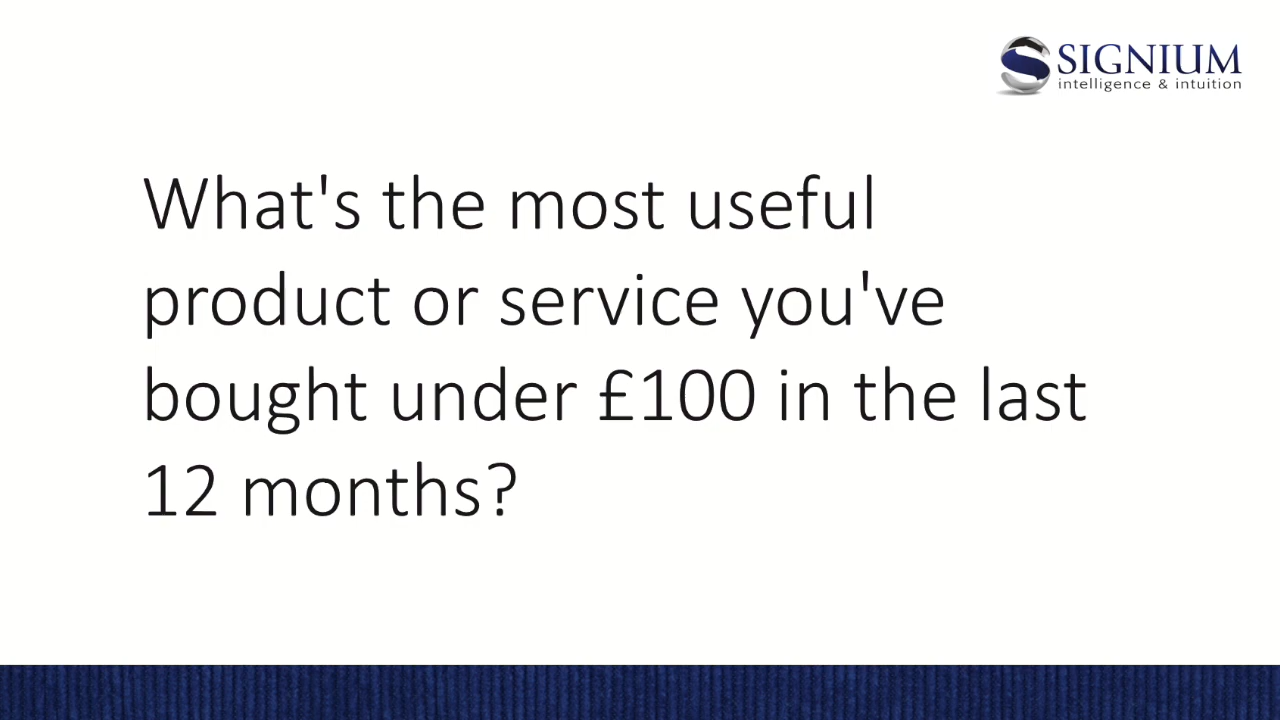 SIGNIUM
intelligence & intuition
What's the most useful
product or service you've
bought under £100 in the last
12 months?